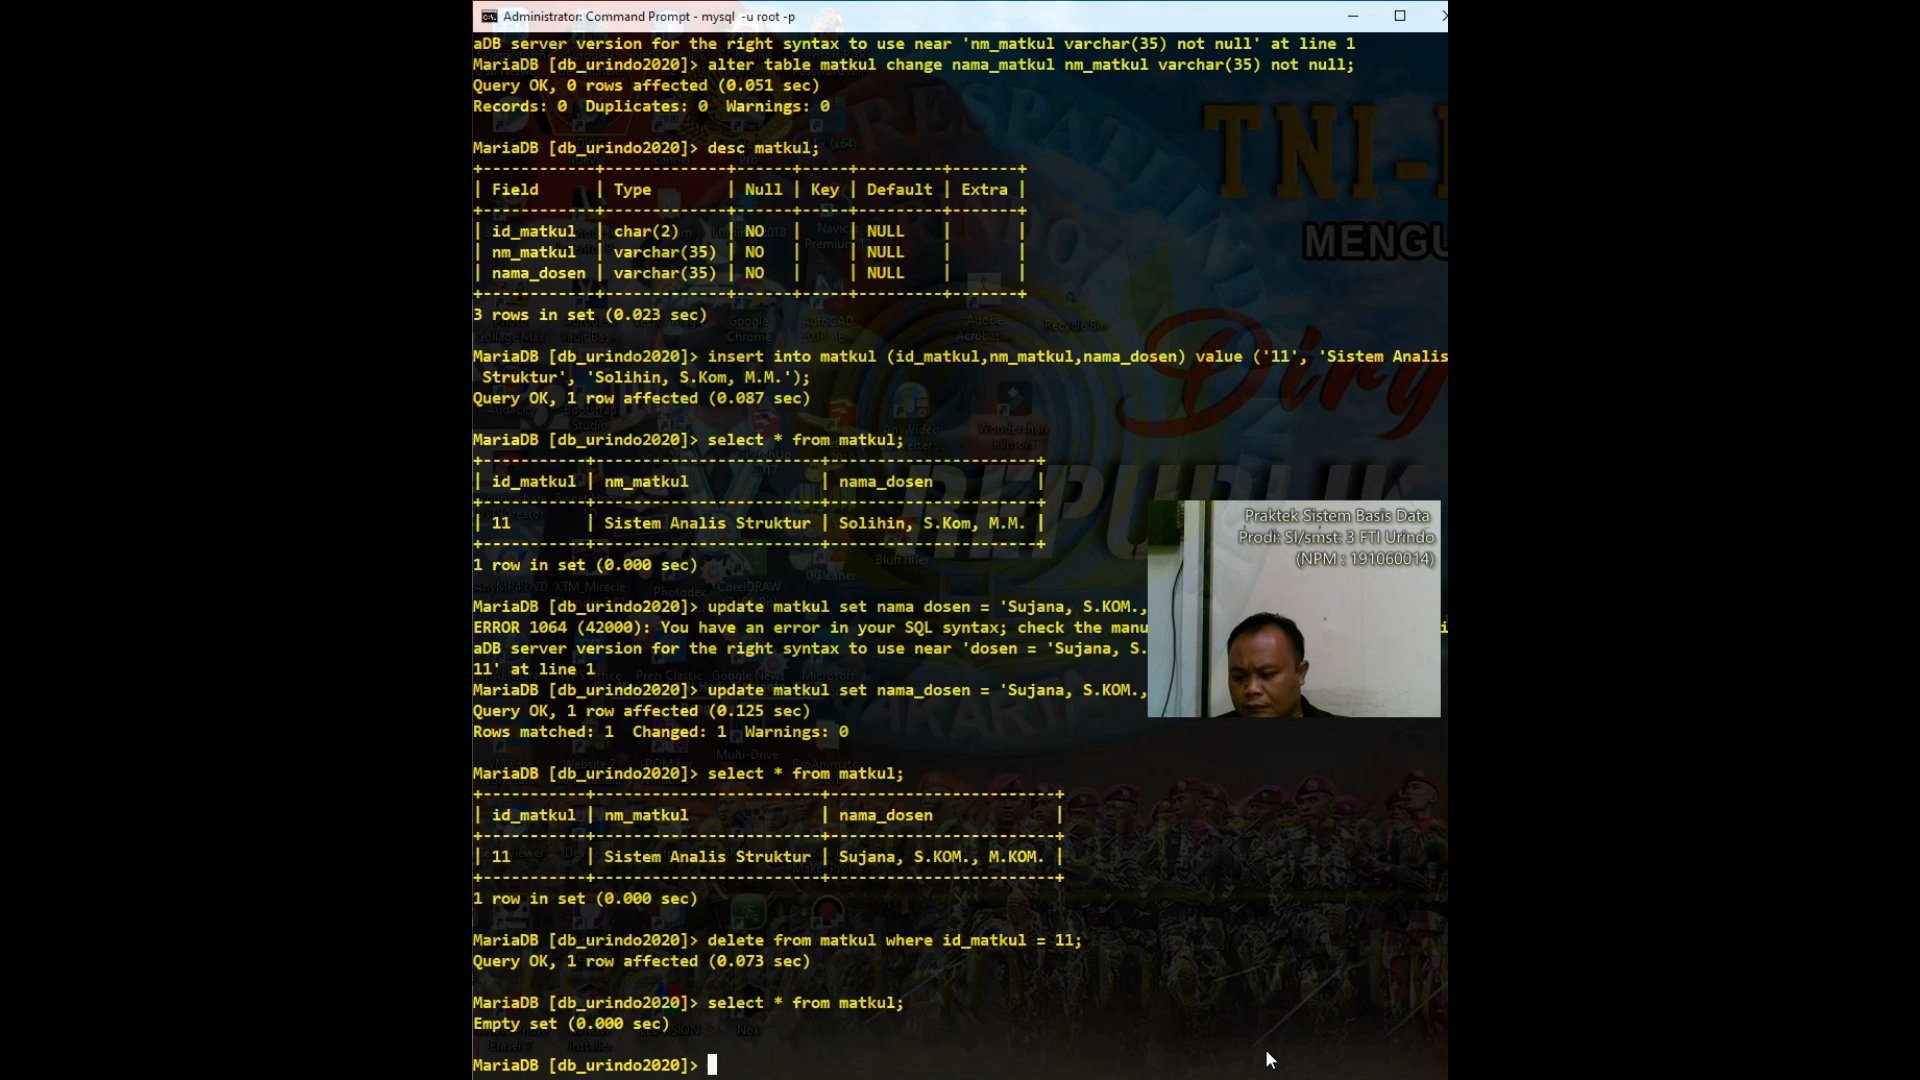 Administrator: Command Prompt - mysql -u root -p
aDB server version for the right syntax to use near 'nm_matkul varchar(35) not null' at line 1
MariaDB [db_urindo2020]> alter table matkul change nama_matkul nm_matkul varchar(35) not null;
Query OK, 0 rows affected (0.051 sec)
Records: 0  Duplicates: 0  Warnings: 0
MariaDB [db_urindo2020]> desc matkul;
+------------+-------------+------+-----+---------+-------+
| Field      | Type        | Null | Key | Default | Extra |
+------------+-------------+------+-----+---------+-------+
| id_matkul  | char(2)     | NO   |     | NULL    |       |
| nm_matkul  | varchar(35) | NO   |     | NULL    |       |
| nama_dosen | varchar(35) | NO   |     | NULL    |       |
+------------+-------------+------+-----+---------+-------+
3 rows in set (0.023 sec)
MariaDB [db_urindo2020]> insert into matkul (id_matkul,nm_matkul,nama_dosen) value ('11', 'Sistem Analis
 Struktur', 'Solihin, S.Kom, M.M.');
Query OK, 1 row affected (0.087 sec)
MariaDB [db_urindo2020]> select * from matkul;
+-----------+------------------------+----------------------+
| id_matkul | nm_matkul              | nama_dosen           |
+-----------+------------------------+----------------------+
| 11        | Sistem Analis Struktur | Solihin, S.Kom, M.M. |
+-----------+------------------------+----------------------+
1 row in set (0.000 sec)
MariaDB [db_urindo2020]> update matkul set nama dosen = 'Sujana, S.KOM.,
ERROR 1064 (42000): You have an error in your SQL syntax; check the manu
aDB server version for the right syntax to use near 'dosen = 'Sujana, S.
11' at line 1
MariaDB [db_urindo2020]> update matkul set nama_dosen = 'Sujana, S.KOM.,
Query OK, 1 row affected (0.125 sec)
Rows matched: 1  Changed: 1  Warnings: 0
MariaDB [db_urindo2020]> select * from matkul;
+-----------+------------------------+------------------------+
| id_matkul | nm_matkul              | nama_dosen             |
+-----------+------------------------+------------------------+
| 11        | Sistem Analis Struktur | Sujana, S.KOM., M.KOM. |
+-----------+------------------------+------------------------+
1 row in set (0.000 sec)
MariaDB [db_urindo2020]> delete from matkul where id_matkul = 11;
Query OK, 1 row affected (0.073 sec)
MariaDB [db_urindo2020]> select * from matkul;
Empty set (0.000 sec)
MariaDB [db_urindo2020]>
Praktek Sistem Basis Data
Prodi: SI/smst: 3 FTI Urindo
(NPM : 191060014)
TNI-
MENGU
Diry
REPUBLIK
Recycle Bin
Google
Chrome